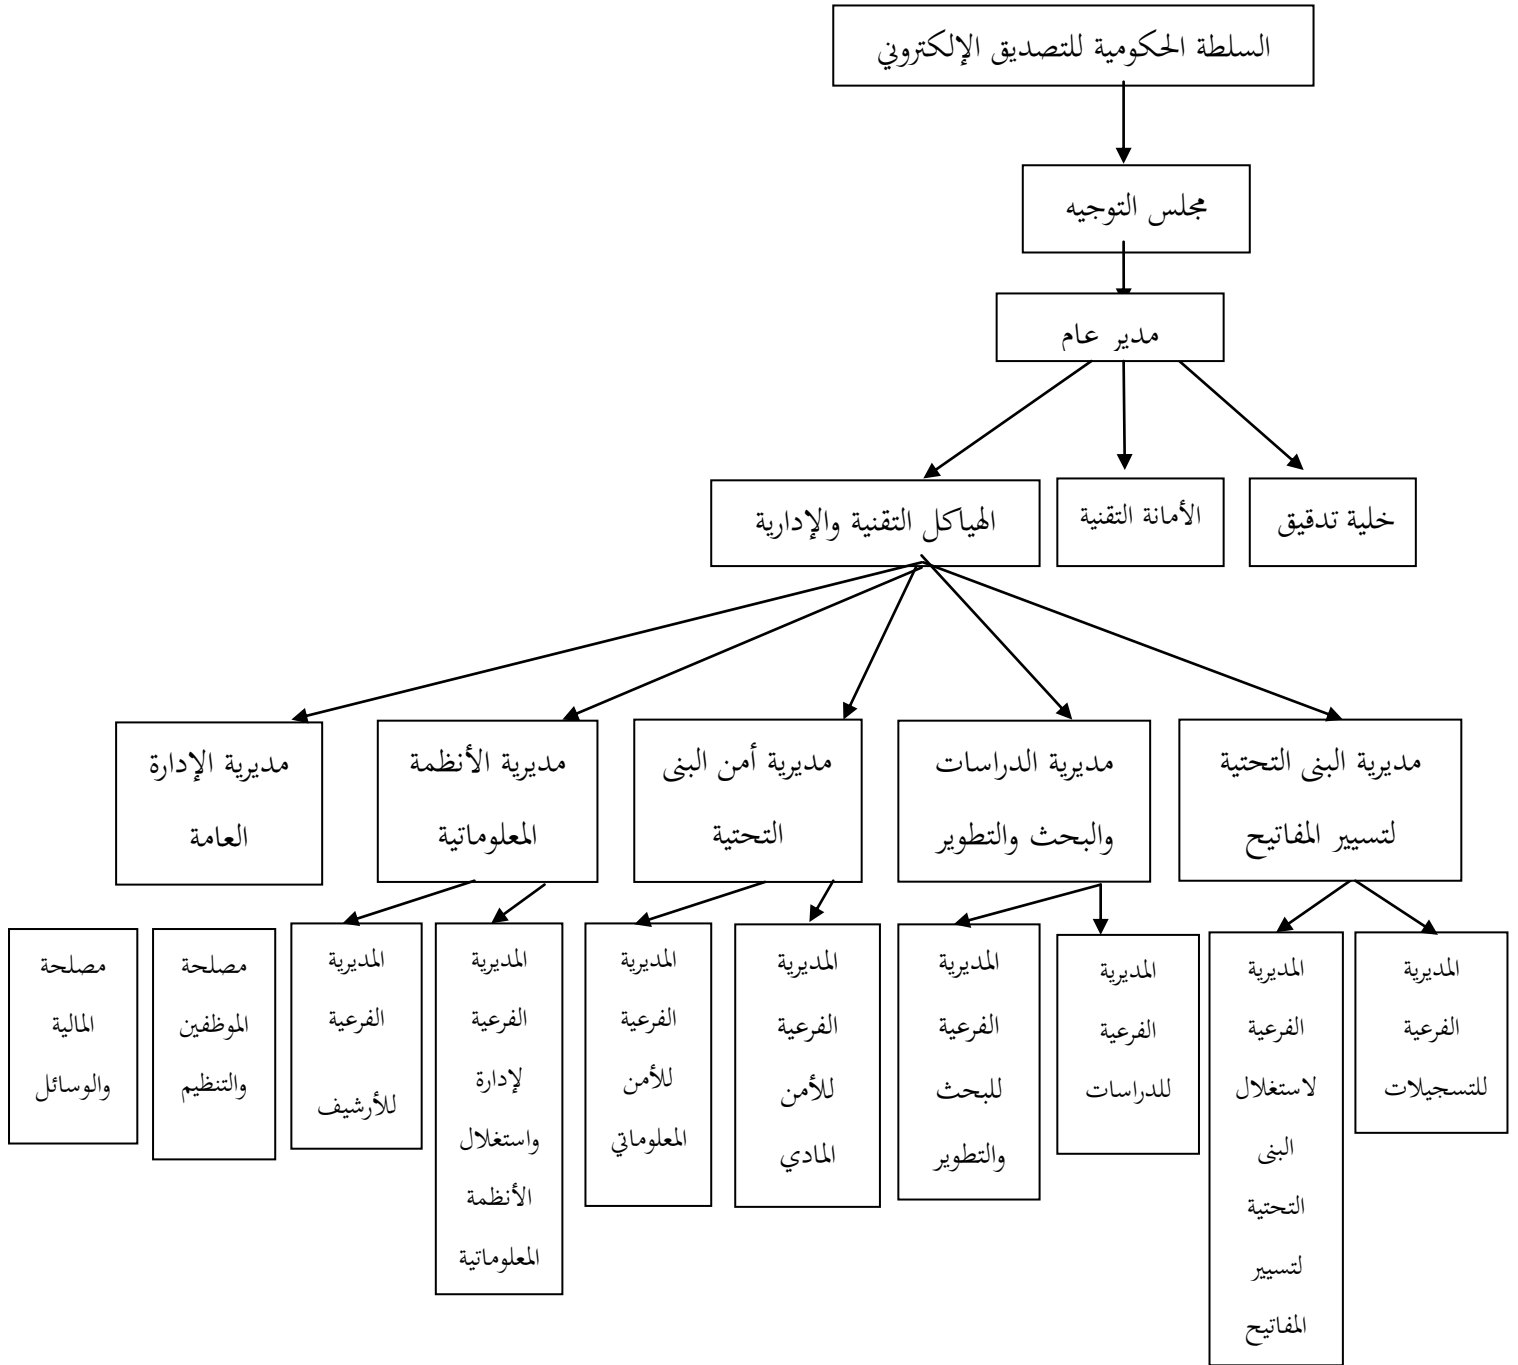 السلطة الحكومية للتصديق الإلكتروني
مجلس التوجيه
مدير عام
خلية تدقيق
الأمانة التقنية
الهياكل التقنية والإدارية
مديرية البنى التحتية
لتسيير المفاتيح
مديرية الدراسات
والبحث والتطوير
مديرية أمن البنى
التحتية
مديرية الأنظمة
المعلوماتية
مديرية الإدارة
العامة
المديرية
الفرعية
للتسجيلات
المديرية
الفرعية
لاستغلال
البنى
التحتية
لتسيير
المفاتيح
المديرية
الفرعية
للدراسات
المديرية
الفرعية
للبحث
والتطوير
المديرية
الفرعية
للأمن
المادي
المديرية
الفرعية
للأمن
المعلوماتي
المديرية
الفرعية
لإدارة
واستغلال
الأنظمة
المعلوماتية
المديرية
الفرعية
للأرشيف
مصلحة
الموظفين
والتنظيم
مصلحة
المالية
والوسائل